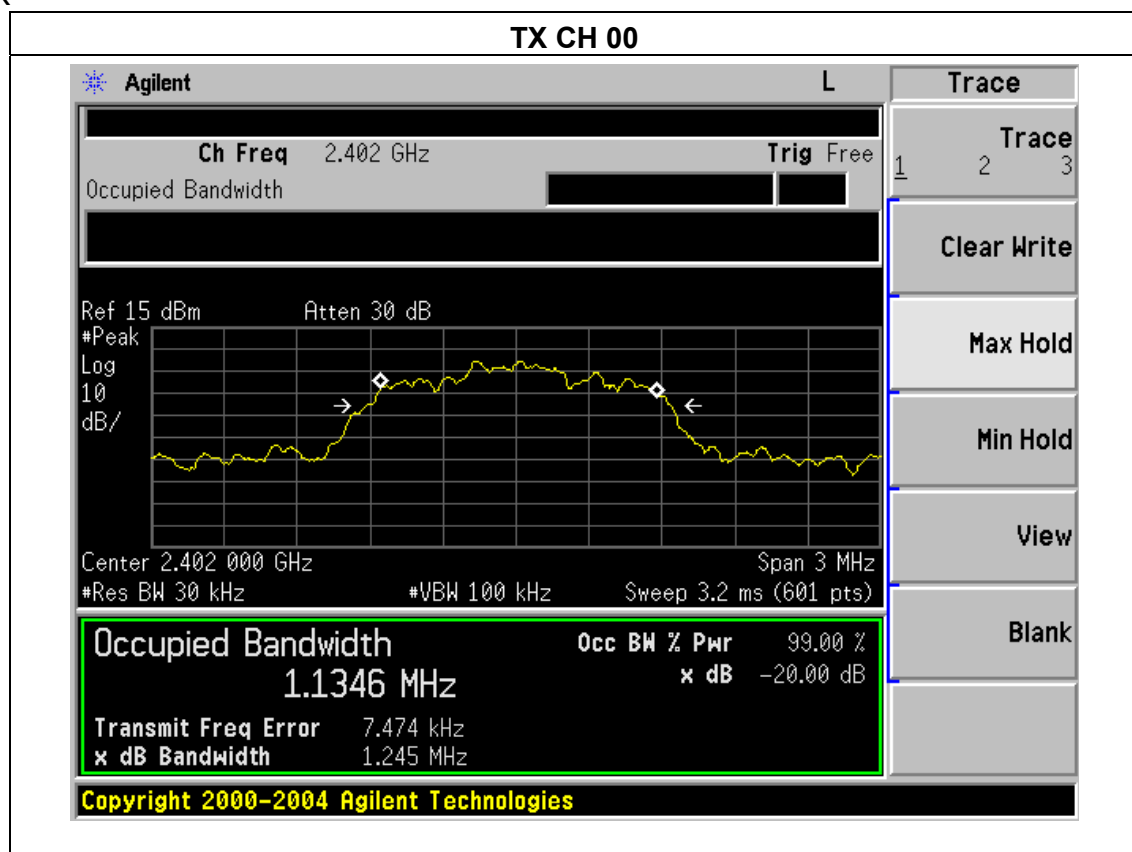 TX CH 00
Agilent L Trace
Ch Freq 2.402 GHz Trig Free
Occupied Bandwidth
Trace
1 2 3
Clear Write
Ref 15 dBm Atten 30 dB
#Peak
Log
10
dB/
Max Hold
Min Hold
View
Center 2.402 000 GHz Span 3 MHz
#Res BW 30 kHz #VBW 100 kHz Sweep 3.2 ms (601 pts)
Blank
Occupied Bandwidth Occ BW % Pwr 99.00 %
1.1346 MHz x dB -20.00 dB
Transmit Freq Error 7.474 kHz
x dB Bandwidth 1.245 MHz
Copyright 2000-2004 Agilent Technologies